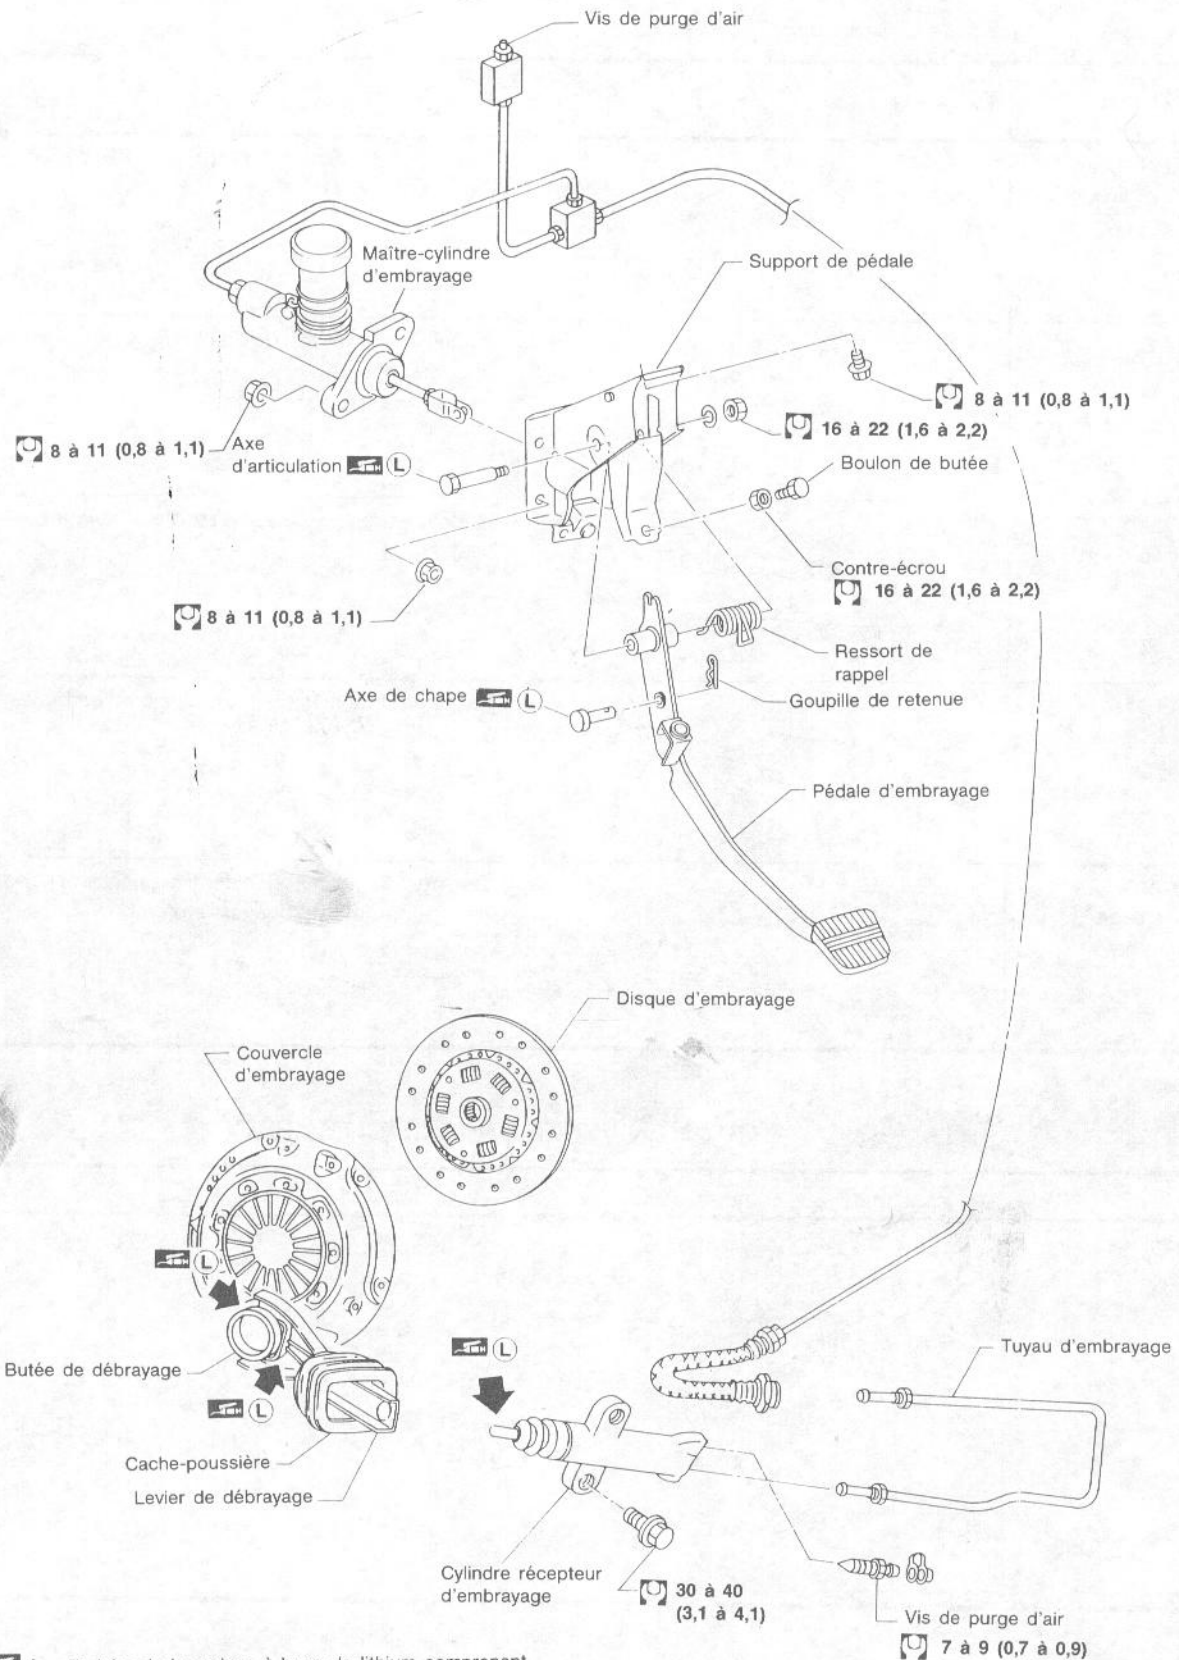 Vis de purge d'air
Maître-cylindre
d'embrayage
Support de pédale
8 à 11 (0,8 à 1,1)
16 à 22 (1,6 à 2,2)
8 à 11 (0,8 à 1,1)
Axe
d'articulation L
Boulon de butée
Contre-écrou
16 à 22 (1,6 à 2,2)
8 à 11 (0,8 à 1,1)
Ressort de
rappel
Axe de chape L
Goupille de retenue
Pédale d'embrayage
Disque d'embrayage
Couvercle
d'embrayage
L
Butée de débrayage
L
L
Tuyau d'embrayage
Cache-poussière
Levier de débrayage
Cylindre récepteur
d'embrayage
30 à 40
(3,1 à 4,1)
Vis de purge d'air
7 à 9 (0,7 à 0,9)